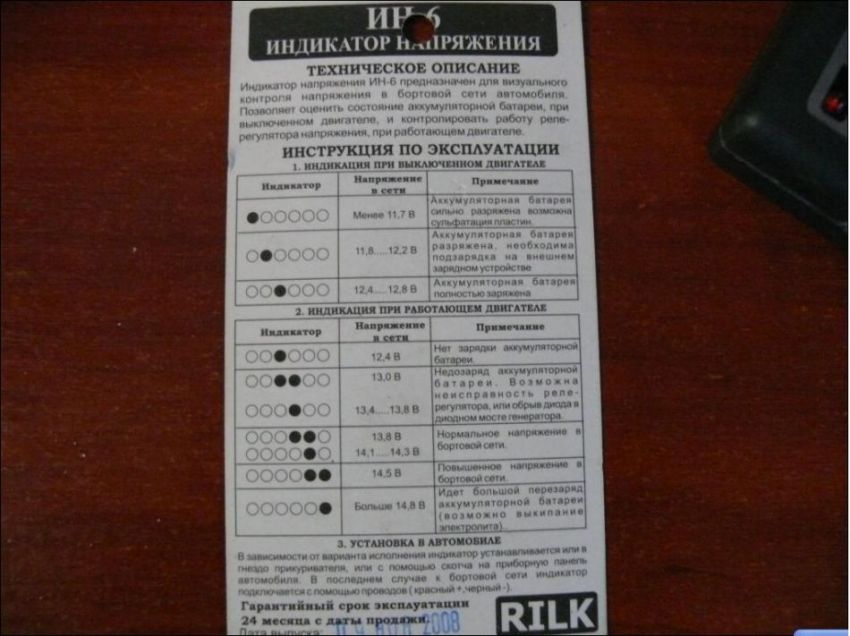 ИН-6
ИНДИКАТОР НАПРЯЖЕНИЯ
ТЕХНИЧЕСКОЕ ОПИСАНИЕ
Индикатор напряжения ИН-6 предназначен для визуального
контроля напряжения в бортовой сети автомобиля.
Позволяет оценить состояние аккумуляторной батареи, при
выключенном двигателе, и контролировать работу реле-
регулятора напряжения, при работающем двигателе.
ИНСТРУКЦИЯ ПО ЭКСПЛУАТАЦИИ
1. ИНДИКАЦИЯ ПРИ ВЫКЛЮЧЕННОМ ДВИГАТЕЛЕ
Индикатор
Напряжение
в сети
Примечание
Менее 11,7 В
Аккумуляторная батарея
сильно разряжена возможна
сульфатация пластин.
11,8.....12,2 В
Аккумуляторная батарея
разряжена, необходима
подзарядка на внешнем
зарядном устройстве
12,4.....12,8 В
Аккумуляторная батарея
полностью заряжена
2. ИНДИКАЦИЯ ПРИ РАБОТАЮЩЕМ ДВИГАТЕЛЕ
Индикатор
Напряжение
в сети
Примечание
12,4 В
Нет зарядки аккумуляторной
батареи.
13,0 В
13,4.....13,8 В
Недозаряд аккумуляторной
батареи. Возможна
неисправность реле-
регулятора, или обрыв диода в
диодном мосте генератора.
13,8 В
14,1.....14,3 В
Нормальное напряжение в
бортовой сети.
14,5 В
Повышенное напряжение в
бортовой сети.
Больше 14,8 В
Идет большой перезаряд
аккумуляторной батареи
(возможно выкипание
электролита)..
3. УСТАНОВКА В АВТОМОБИЛЕ
В зависимости от варианта исполнения индикатор устанавливается или в
гнездо прикуривателя, или с помощью скотча на приборную панель
автомобиля. В последнем случае к бортовой сети индикатор
подключается с помощью проводов ( красный +,черный -).
Гарантийный срок эксплуатации
24 месяца с даты продажи.
Дата выпуска:
2008
RILK